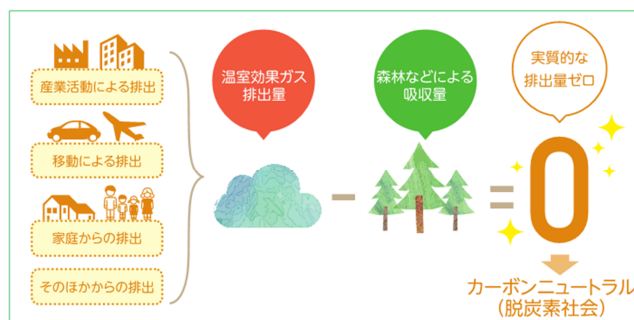 産業活動による排出
移動による排出
家庭からの排出
そのほかからの排出
温室効果ガス
排出量
−
森林などによる
吸収量
=
実質的な
排出量ゼロ
0
カーボンニュートラル
(脱炭素社会)